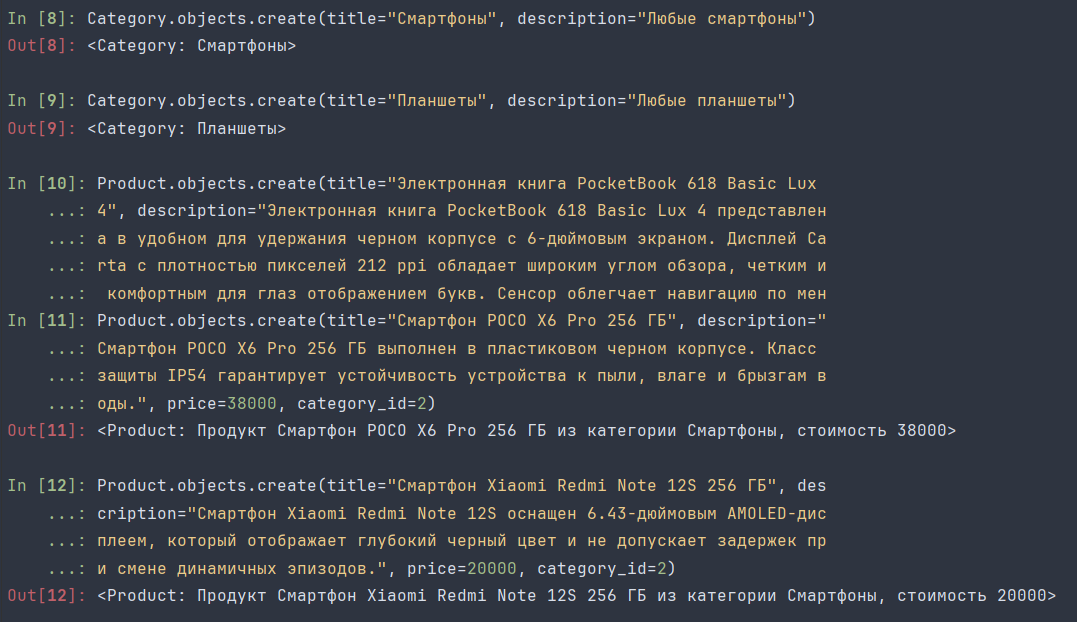 In [8]: Category.objects.create(title="Смартфоны", description="Любые смартфоны")
Out[8]: <Category: Смартфоны>
In [9]: Category.objects.create(title="Планшеты", description="Любые планшеты")
Out[9]: <Category: Планшеты>
In [10]: Product.objects.create(title="Электронная книга PocketBook 618 Basic Lux
...: 4", description="Электронная книга PocketBook 618 Basic Lux 4 представлен
...: а в удобном для удержания черном корпусе с 6-дюймовым экраном. Дисплей Ca
...: rta с плотностью пикселей 212 ppi обладает широким углом обзора, четким и
...:  комфортным для глаз отображением букв. Сенсор облегчает навигацию по мен
In [11]: Product.objects.create(title="Смартфон POCO X6 Pro 256 ГБ", description="
...: Смартфон POCO X6 Pro 256 ГБ выполнен в пластиковом черном корпусе. Класс
...: защиты IP54 гарантирует устойчивость устройства к пыли, влаге и брызгам в
...: оды.", price=38000, category_id=2)
Out[11]: <Product: Продукт Смартфон POCO X6 Pro 256 ГБ из категории Смартфоны, стоимость 38000>
In [12]: Product.objects.create(title="Смартфон Xiaomi Redmi Note 12S 256 ГБ", des
...: cription="Смартфон Xiaomi Redmi Note 12S оснащен 6.43-дюймовым AMOLED-дис
...: плеем, который отображает глубокий черный цвет и не допускает задержек пр
...: и смене динамичных эпизодов.", price=20000, category_id=2)
Out[12]: <Product: Продукт Смартфон Xiaomi Redmi Note 12S 256 ГБ из категории Смартфоны, стоимость 20000>